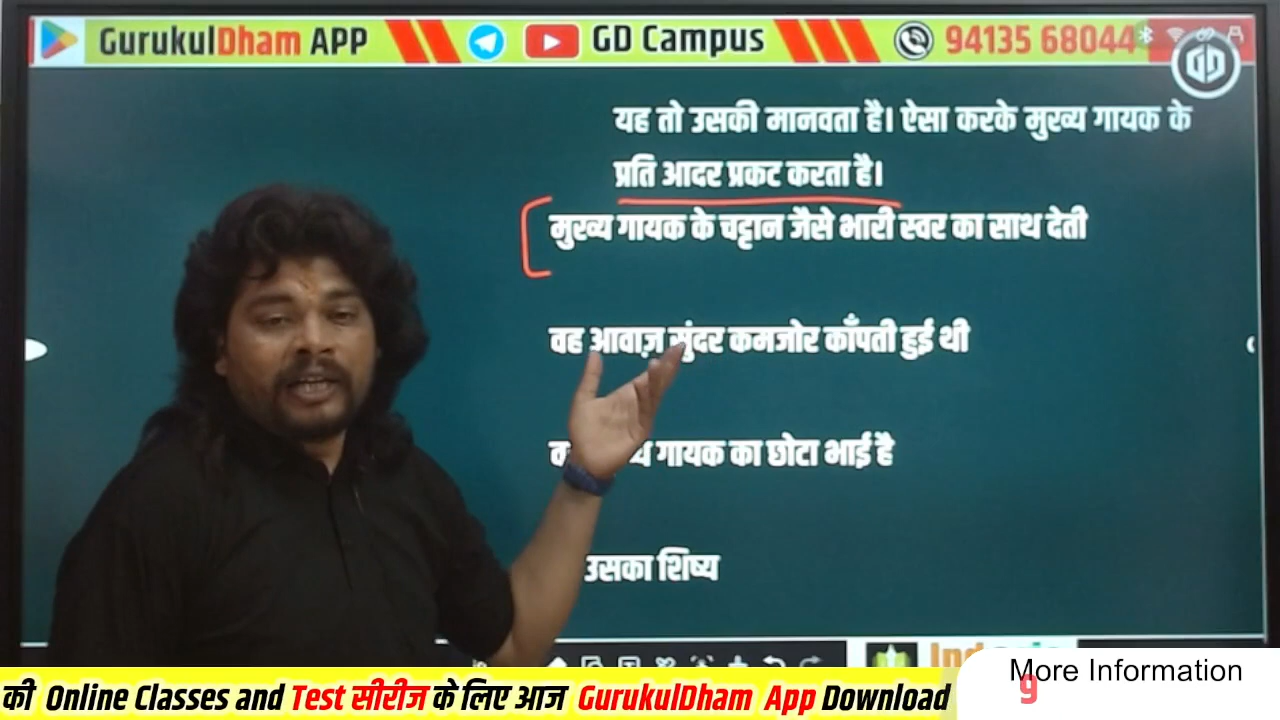 GurukulDham APP GD Campus 94135 68044
यह तो उसकी मानवता है। ऐसा करके मुख्य गायक के
प्रति आदर प्रकट करता है।
मुख्य गायक के चट्टान जैसे भारी स्वर का साथ देती
वह आवाज़ सुंदर कमजोर काँपती हुई थी
गायक का छोटा भाई है
उसका शिष्य
More Information
9
की Online Classes and Test सीरीज के लिए आज GurukulDham App Download